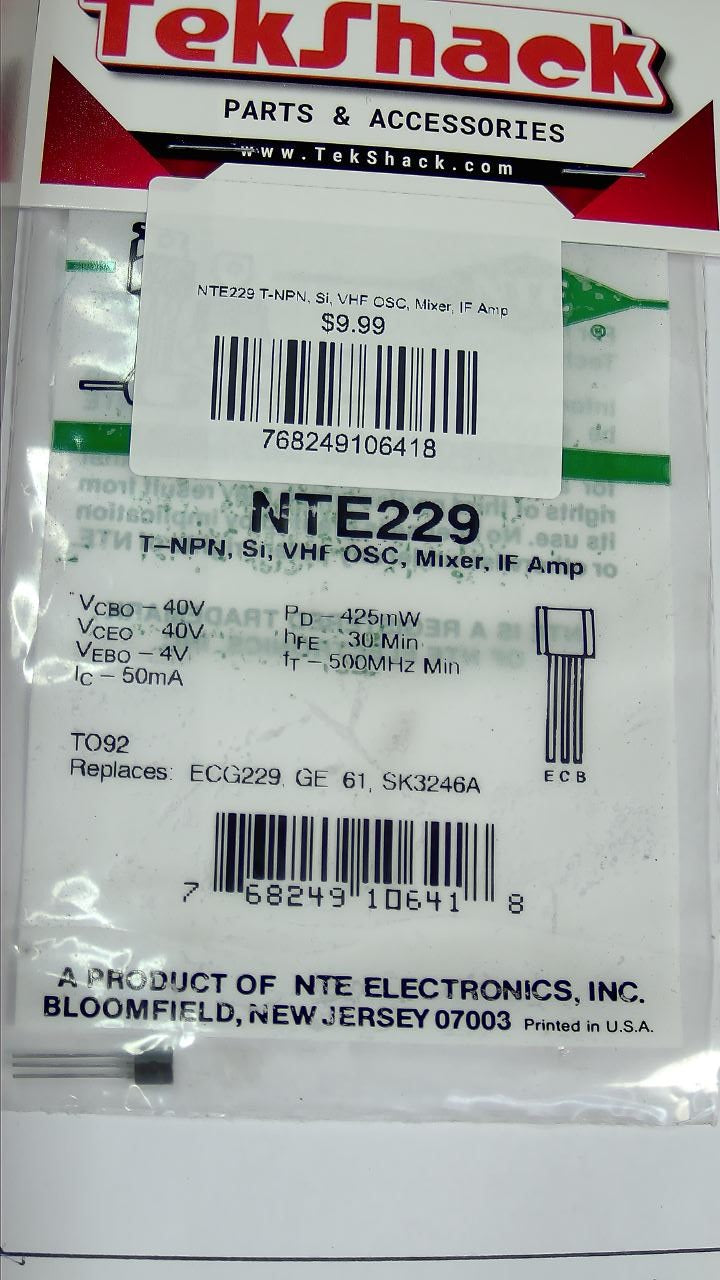 TekShack
PARTS & ACCESSORIES
www.TekShack.com
NTE229 T-NPN, Si, VHF OSC, Mixer, IF Amp
$9.99
768249106418
NTE229
T–NPN, Si, VHF OSC, Mixer, IF Amp
VCBO – 40V
VCEO – 40V
VEBO – 4V
IC – 50mA
PD – 425mW
hFE – 30 Min
fT – 500MHz Min
TO92
Replaces: ECG229, GE 61, SK3246A
E C B
7 68249 10641 8
A PRODUCT OF NTE ELECTRONICS, INC.
BLOOMFIELD, NEW JERSEY 07003 Printed in U.S.A.